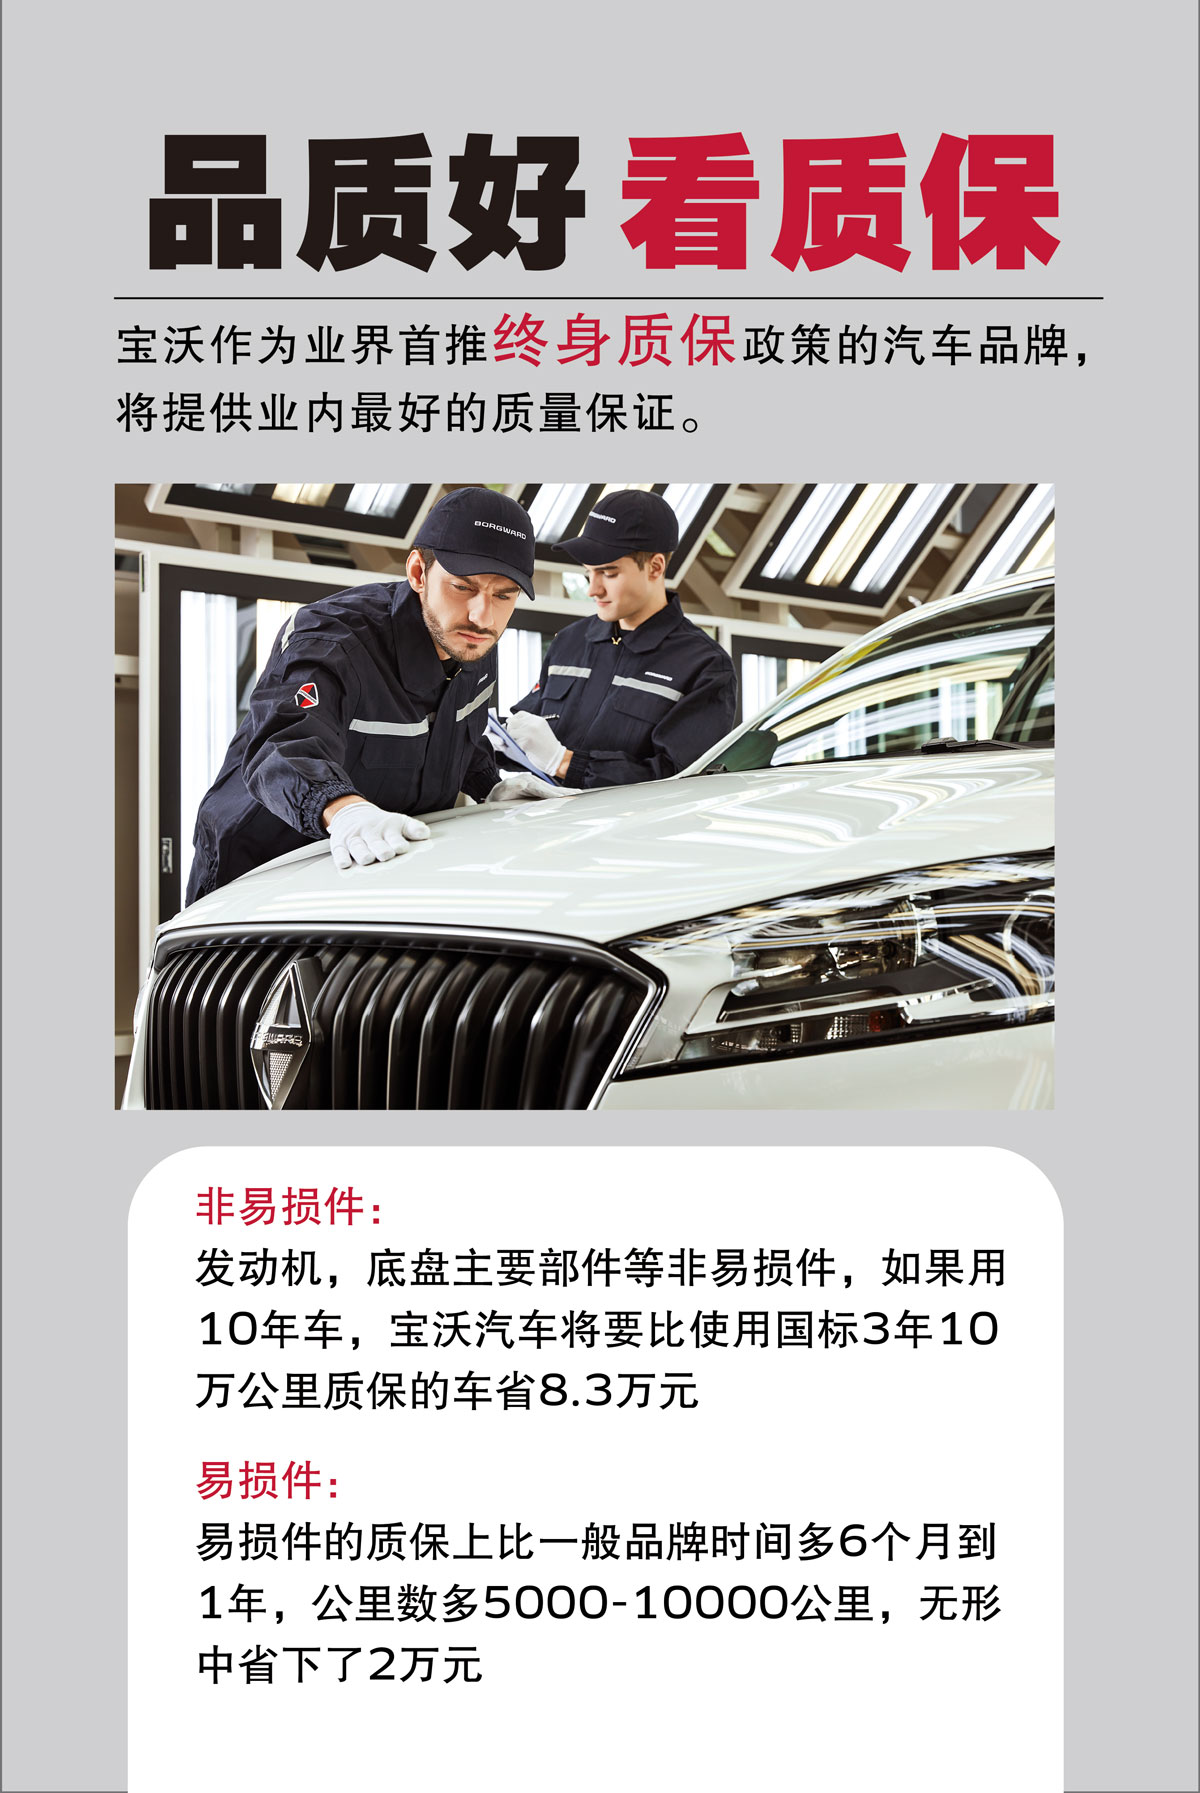 品质好 看质保
宝沃作为业界首推终身质保政策的汽车品牌，
将提供业内最好的质量保证。
BORGWARD
非易损件：
发动机，底盘主要部件等非易损件，如果用
10年车，宝沃汽车将要比使用国标3年10
万公里质保的车省8.3万元
易损件：
易损件的质保上比一般品牌时间多6个月到
1年，公里数多5000-10000公里，无形
中省下了2万元